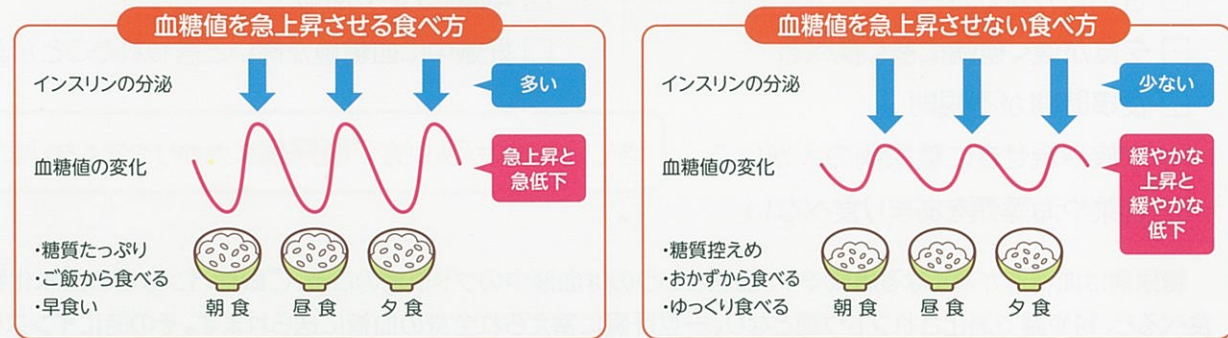 血糖値を急上昇させる食べ方
インスリンの分泌
多い
血糖値の変化
急上昇と
急低下
・糖質たっぷり
・ご飯から食べる
・早食い
朝食
昼食
夕食
血糖値を急上昇させない食べ方
インスリンの分泌
少ない
血糖値の変化
緩やかな
上昇と
緩やかな
低下
・糖質控えめ
・おかずから食べる
・ゆっくり食べる
朝食
昼食
夕食